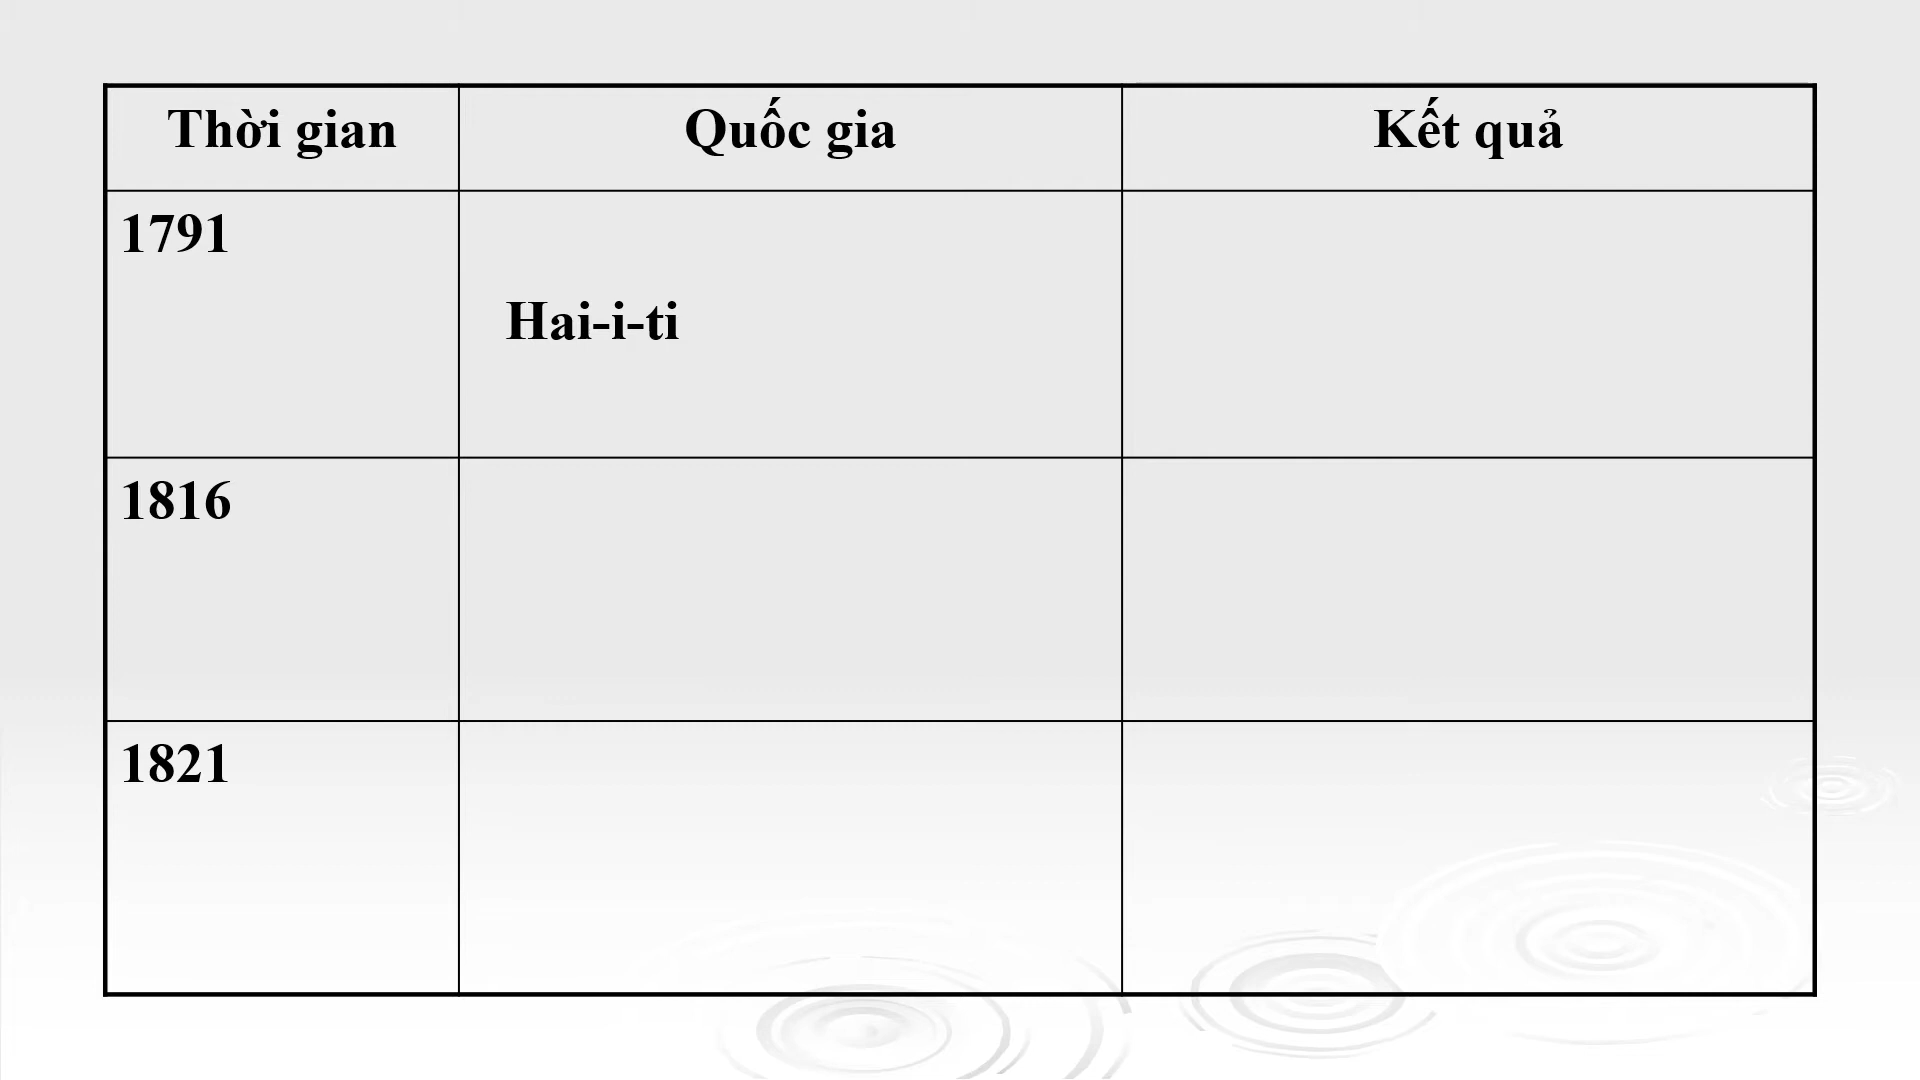 Thời gian
Quốc gia
Kết quả
1791
Hai-i-ti
1816
1821